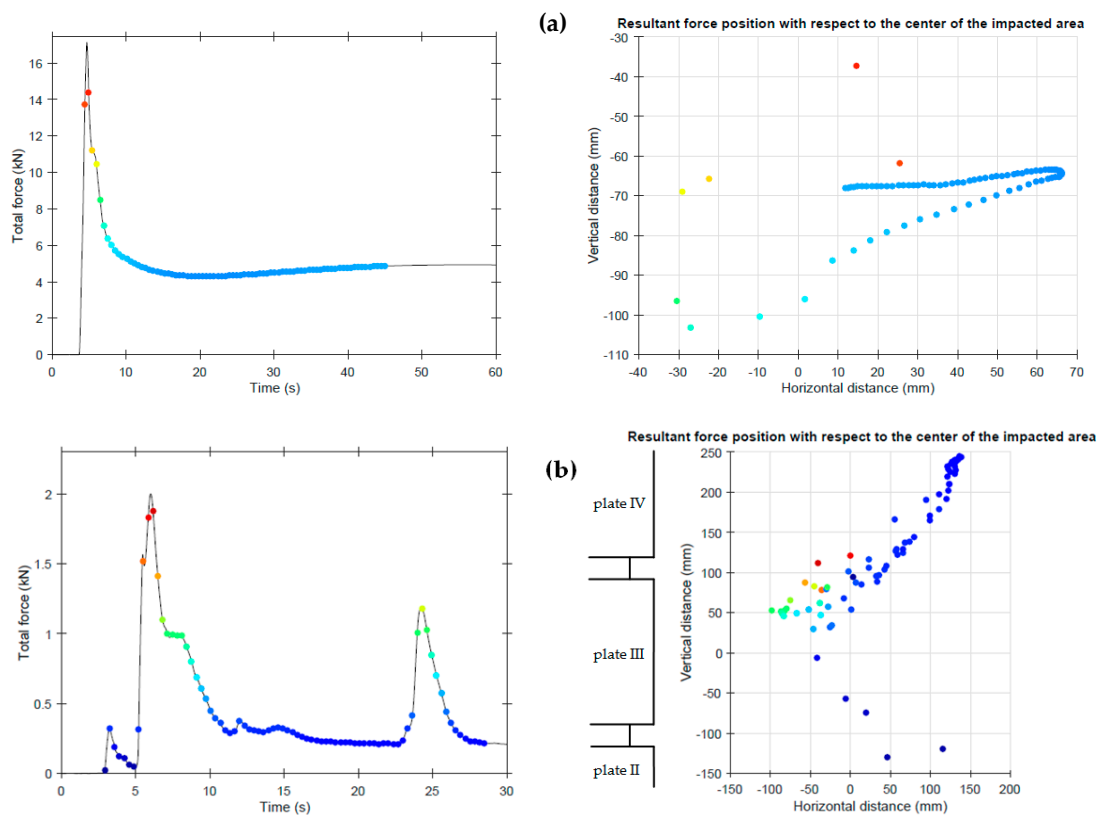 (a)
Total force (kN)
16
14
12
10
8
6
4
2
0
0 10 20 30 40 50 60
Time (s)
Resultant force position with respect to the center of the impacted area
Vertical distance (mm)
-30
-40
-50
-60
-70
-80
-90
-100
-110
-40 -30 -20 -10 0 10 20 30 40 50 60 70
Horizontal distance (mm)
(b)
Total force (kN)
2
1.5
1
0.5
0
0 5 10 15 20 25 30
Time (s)
plate IV
plate III
plate II
Resultant force position with respect to the center of the impacted area
Vertical distance (mm)
250
200
150
100
50
0
-50
-100
-150
-150 -100 -50 0 50 100 150 200
Horizontal distance (mm)